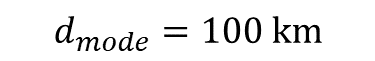 d_mode = 100 km